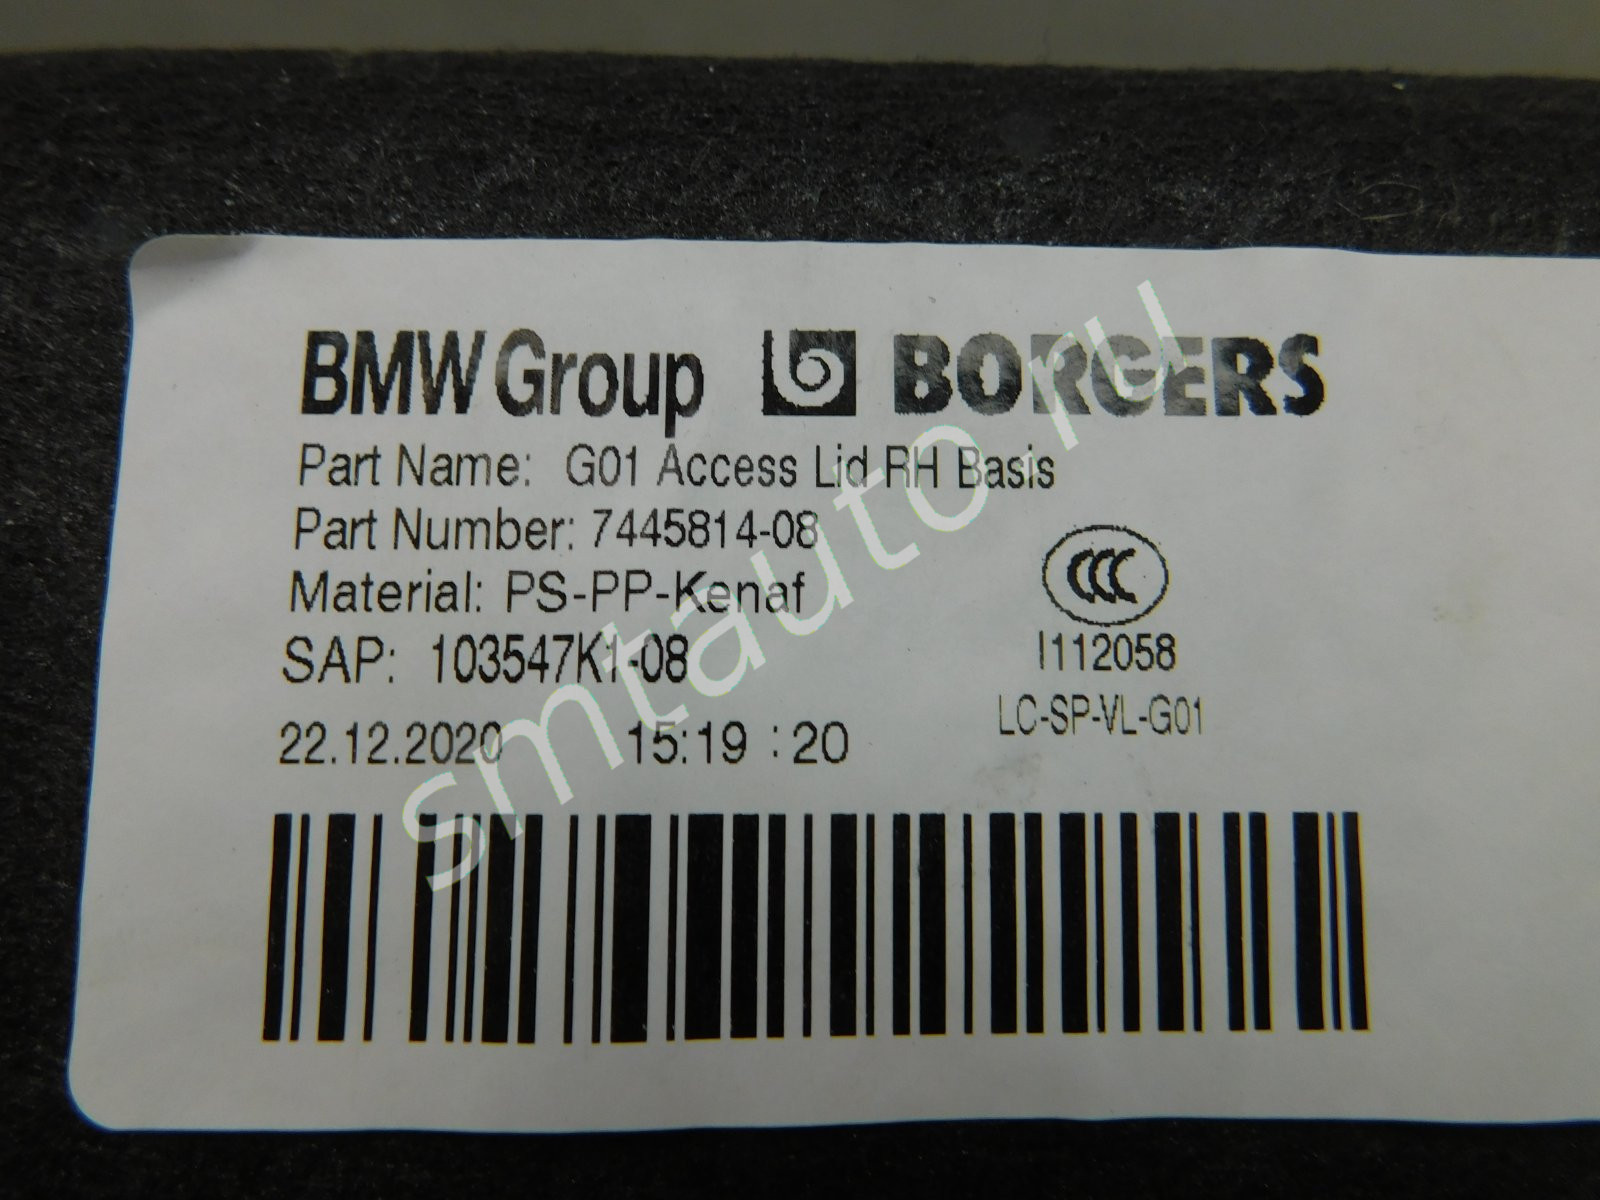 BMW Group BORGERS
Part Name: G01 Access Lid RH Basis
Part Number: 7445814-08
Material: PS-PP-Kenaf
SAP: 103547K1-08
CCC
I112058
LC-SP-VL-G01
22.12.2020 15:19 :20
smtauto.ru